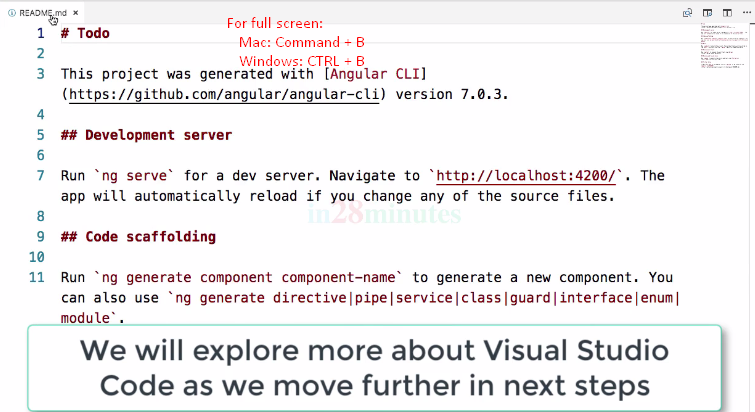 README.md ×
For full screen:
Mac: Command + B
Windows: CTRL + B
1 # Todo
2
3 This project was generated with [Angular CLI]
(https://github.com/angular/angular-cli) version 7.0.3.
4
5 ## Development server
6
7 Run `ng serve` for a dev server. Navigate to `http://localhost:4200/`. The
app will automatically reload if you change any of the source files.
in28minutes
8
9 ## Code scaffolding
10
11 Run `ng generate component component-name` to generate a new component. You
can also use `ng generate directive|pipe|service|class|guard|interface|enum|
module`.
We will explore more about Visual Studio
Code as we move further in next steps